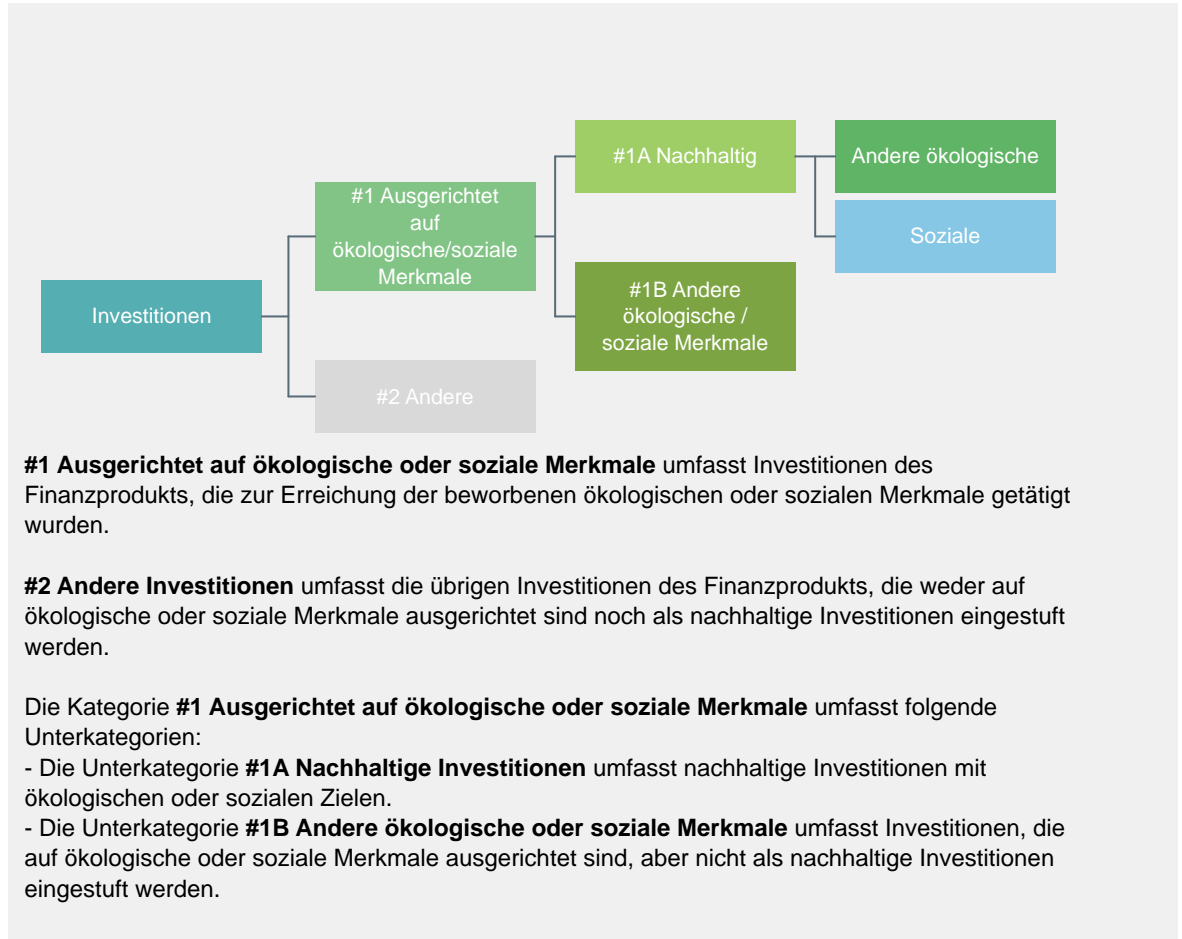 #1A Nachhaltig
Andere ökologische
#1 Ausgerichtet
auf
ökologische/soziale
Merkmale
Soziale
Investitionen
#1B Andere
ökologische /
soziale Merkmale
#2 Andere
#1 Ausgerichtet auf ökologische oder soziale Merkmale umfasst Investitionen des
Finanzprodukts, die zur Erreichung der beworbenen ökologischen oder sozialen Merkmale getätigt
wurden.
#2 Andere Investitionen umfasst die übrigen Investitionen des Finanzprodukts, die weder auf
ökologische oder soziale Merkmale ausgerichtet sind noch als nachhaltige Investitionen eingestuft
werden.
Die Kategorie #1 Ausgerichtet auf ökologische oder soziale Merkmale umfasst folgende
Unterkategorien:
- Die Unterkategorie #1A Nachhaltige Investitionen umfasst nachhaltige Investitionen mit
ökologischen oder sozialen Zielen.
- Die Unterkategorie #1B Andere ökologische oder soziale Merkmale umfasst Investitionen, die
auf ökologische oder soziale Merkmale ausgerichtet sind, aber nicht als nachhaltige Investitionen
eingestuft werden.